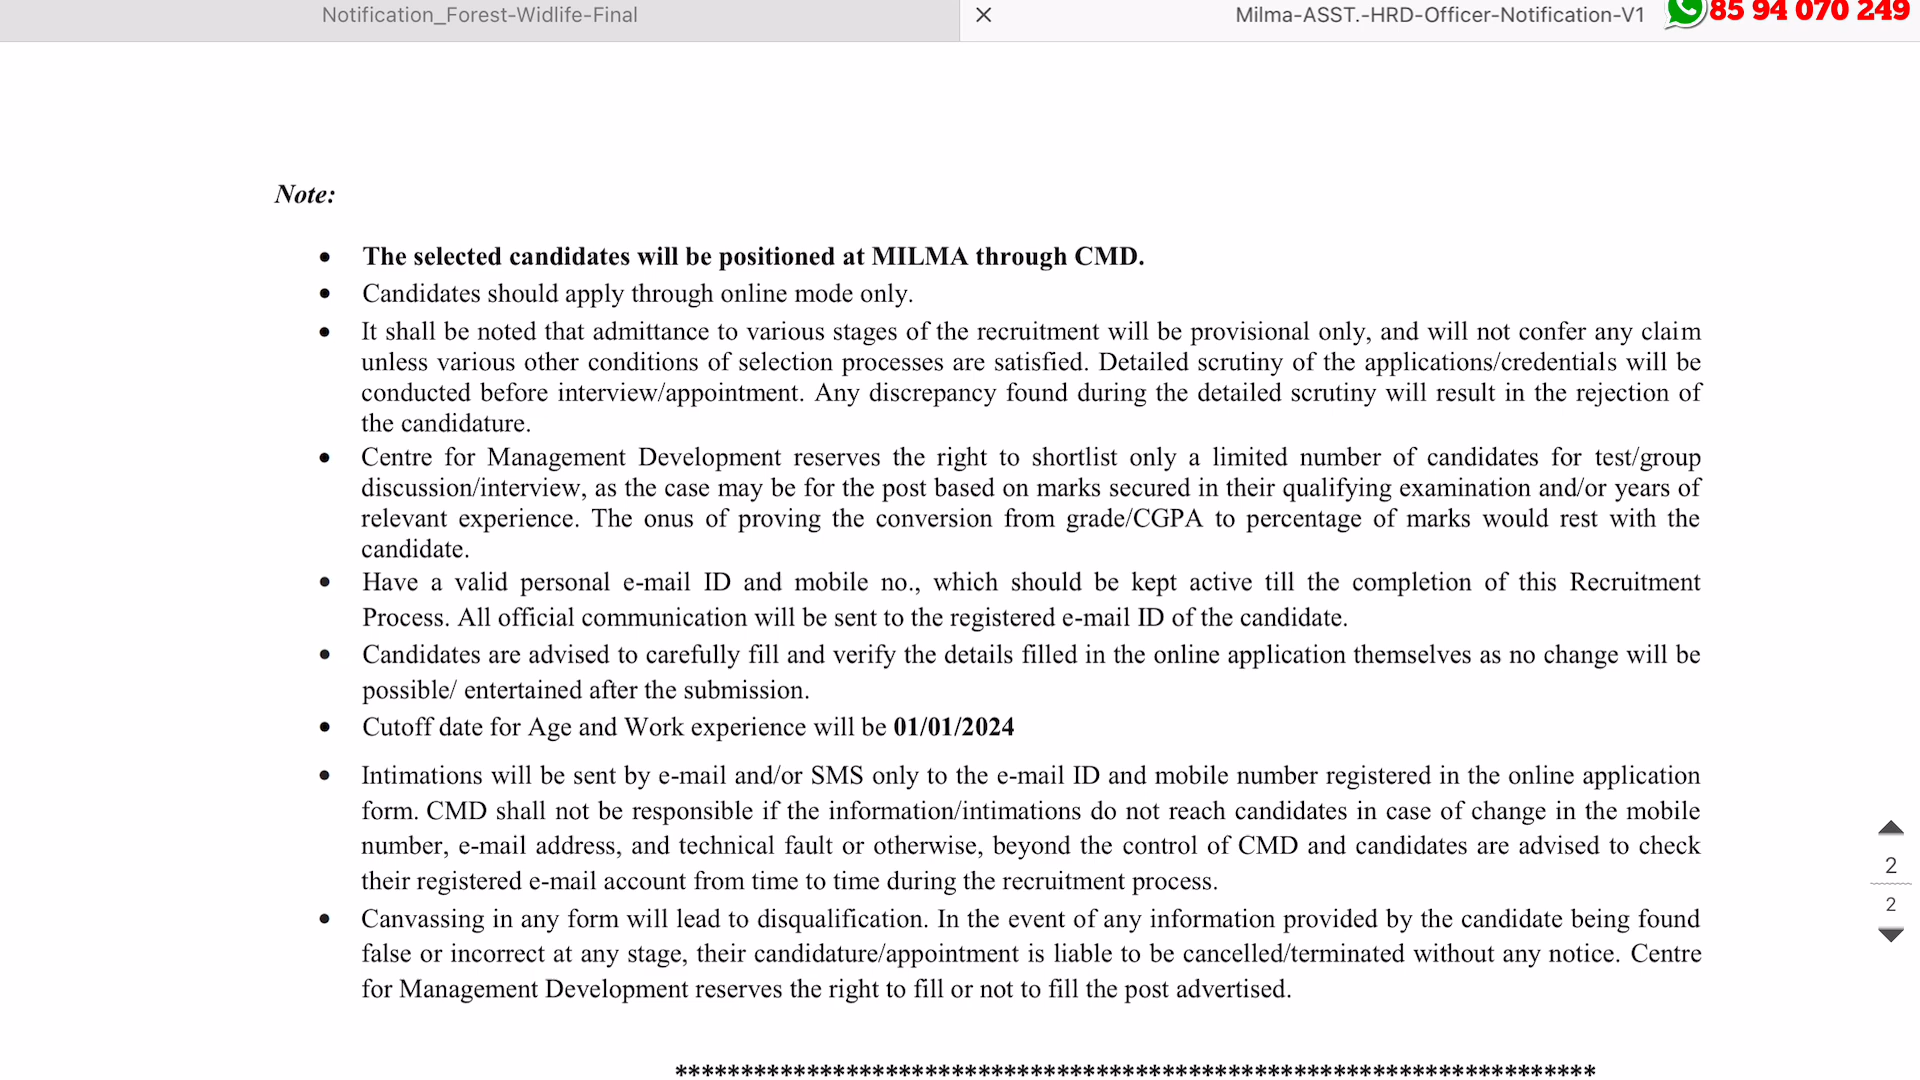 Notification_Forest-Widlife-Final
Milma-ASST.-HRD-Officer-Notification-V1
85 94 070 249
Note:
• The selected candidates will be positioned at MILMA through CMD.
• Candidates should apply through online mode only.
• It shall be noted that admittance to various stages of the recruitment will be provisional only, and will not confer any claim
unless various other conditions of selection processes are satisfied. Detailed scrutiny of the applications/credentials will be
conducted before interview/appointment. Any discrepancy found during the detailed scrutiny will result in the rejection of
the candidature.
• Centre for Management Development reserves the right to shortlist only a limited number of candidates for test/group
discussion/interview, as the case may be for the post based on marks secured in their qualifying examination and/or years of
relevant experience. The onus of proving the conversion from grade/CGPA to percentage of marks would rest with the
candidate.
• Have a valid personal e-mail ID and mobile no., which should be kept active till the completion of this Recruitment
Process. All official communication will be sent to the registered e-mail ID of the candidate.
• Candidates are advised to carefully fill and verify the details filled in the online application themselves as no change will be
possible/ entertained after the submission.
• Cutoff date for Age and Work experience will be 01/01/2024
• Intimations will be sent by e-mail and/or SMS only to the e-mail ID and mobile number registered in the online application
form. CMD shall not be responsible if the information/intimations do not reach candidates in case of change in the mobile
number, e-mail address, and technical fault or otherwise, beyond the control of CMD and candidates are advised to check
their registered e-mail account from time to time during the recruitment process.
• Canvassing in any form will lead to disqualification. In the event of any information provided by the candidate being found
false or incorrect at any stage, their candidature/appointment is liable to be cancelled/terminated without any notice. Centre
for Management Development reserves the right to fill or not to fill the post advertised.
**********************************************************************
2
2